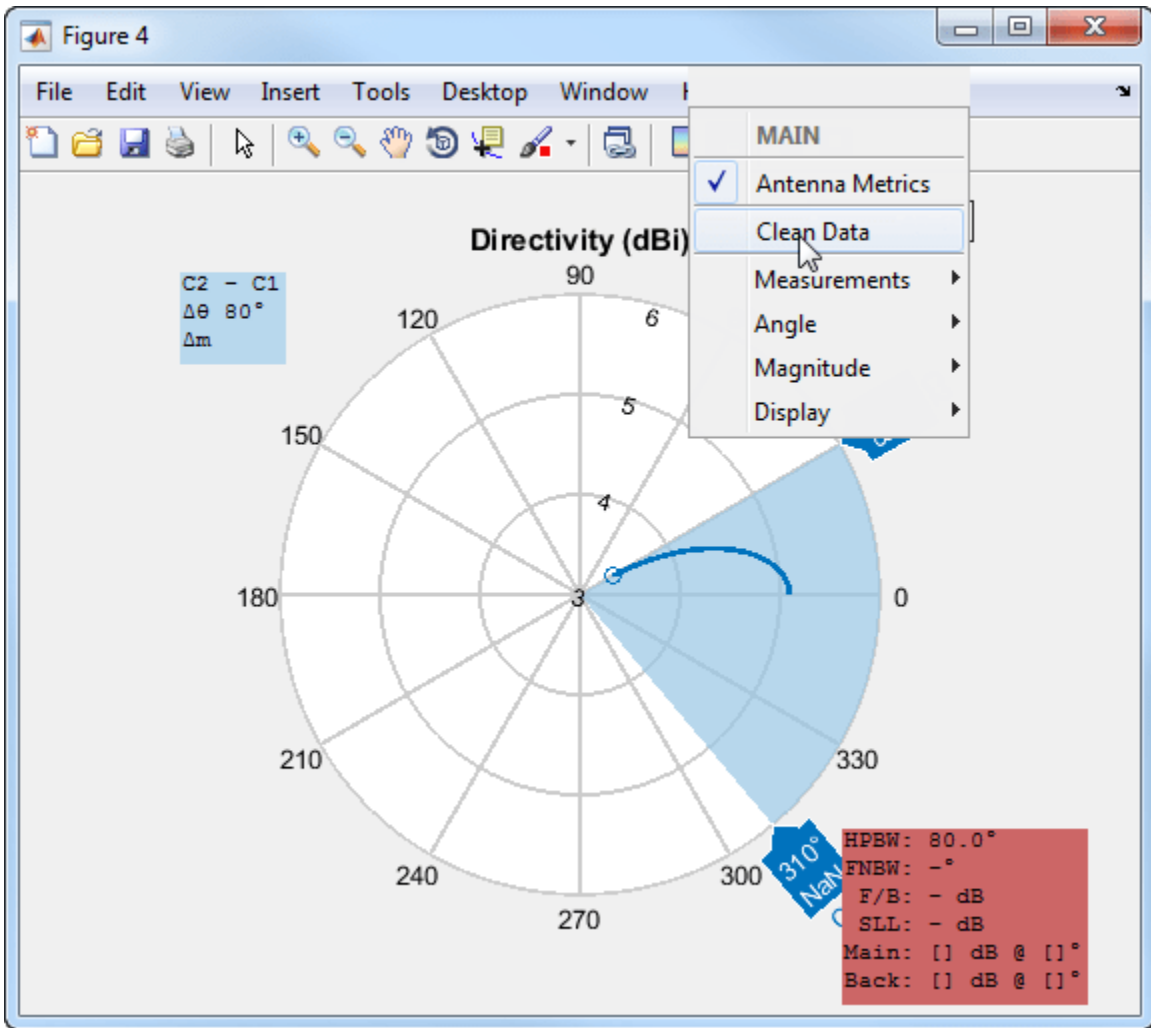 Figure 4
File Edit View Insert Tools Desktop Window
MAIN
Antenna Metrics
Clean Data
Measurements
Angle
Magnitude
Display
Directivity (dBi)
C2 - C1
Δθ 80°
Δm
90
120
6
5
150
4
180
3
0
210
330
240
300
270
310°
NaN
HPBW: 80.0°
FNBW: -°
F/B: - dB
SLL: - dB
Main: [] dB @ []°
Back: [] dB @ []°